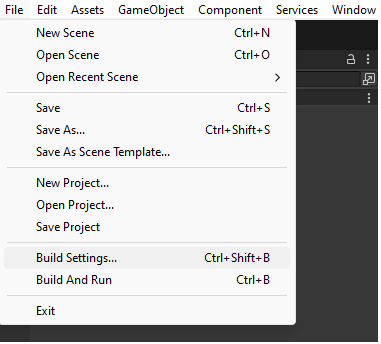 File Edit Assets GameObject Component Services Window
New Scene Ctrl+N
Open Scene Ctrl+O
Open Recent Scene
Save Ctrl+S
Save As... Ctrl+Shift+S
Save As Scene Template...
New Project...
Open Project...
Save Project
Build Settings... Ctrl+Shift+B
Build And Run Ctrl+B
Exit